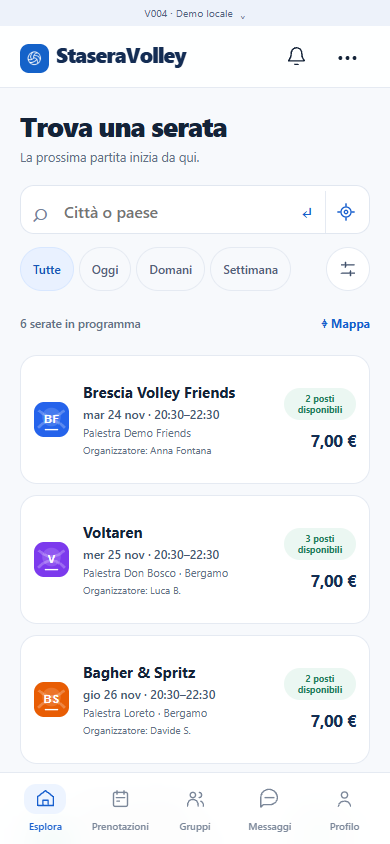 V004 · Demo locale
StaseraVolley
Trova una serata
La prossima partita inizia da qui.
Città o paese
Tutte
Oggi
Domani
Settimana
6 serate in programma
Mappa
BF
Brescia Volley Friends
mar 24 nov · 20:30–22:30
Palestra Demo Friends
Organizzatore: Anna Fontana
2 posti
disponibili
7,00 €
V
Voltaren
mer 25 nov · 20:30–22:30
Palestra Don Bosco · Bergamo
Organizzatore: Luca B.
3 posti
disponibili
7,00 €
BS
Bagher & Spritz
gio 26 nov · 20:30–22:30
Palestra Loreto · Bergamo
Organizzatore: Davide S.
2 posti
disponibili
7,00 €
Esplora
Prenotazioni
Gruppi
Messaggi
Profilo